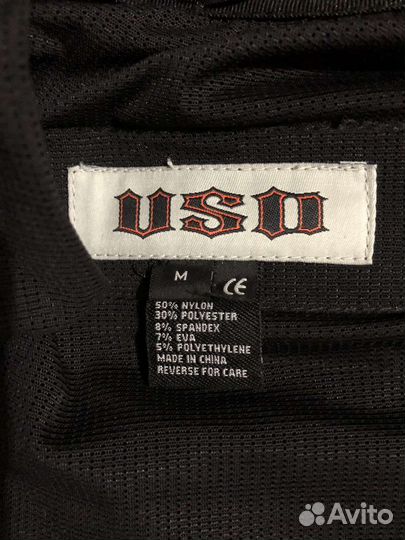 USD
M CE
50% NYLON
30% POLYESTER
8% SPANDEX
7% EVA
5% POLYETHYLENE
MADE IN CHINA
REVERSE FOR CARE
Avito